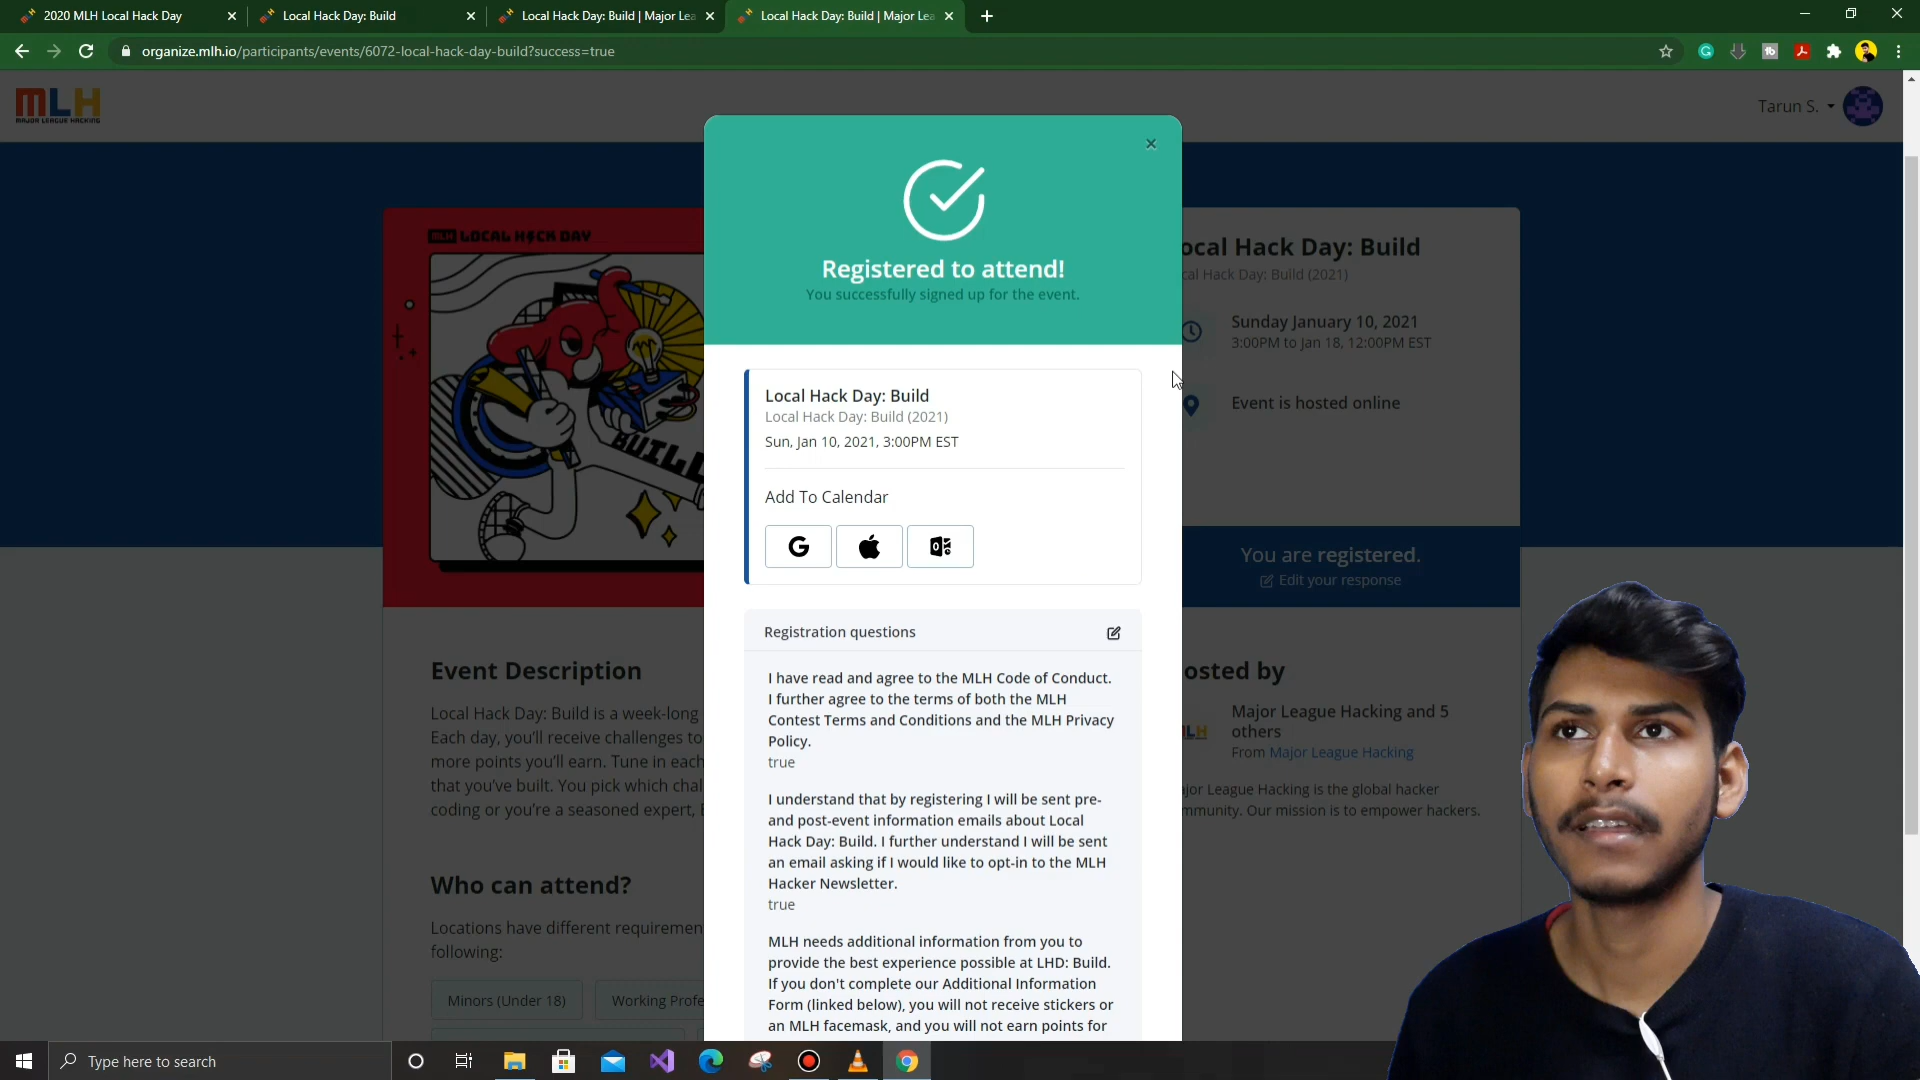 2020 MLH Local Hack Day
Local Hack Day: Build
Local Hack Day: Build | Major Lea
Local Hack Day: Build | Major Lea
organize.mlh.io/participants/events/6072-local-hack-day-build?success=true
MLH
MAJOR LEAGUE HACKING
Tarun S.
MLH LOCAL HACK DAY
BUILD
Registered to attend!
You successfully signed up for the event.
Local Hack Day: Build
Local Hack Day: Build (2021)
Sun, Jan 10, 2021, 3:00PM EST
Add To Calendar
Registration questions
I have read and agree to the MLH Code of Conduct.
I further agree to the terms of both the MLH
Contest Terms and Conditions and the MLH Privacy
Policy.
true
I understand that by registering I will be sent pre-
and post-event information emails about Local
Hack Day: Build. I further understand I will be sent
an email asking if I would like to opt-in to the MLH
Hacker Newsletter.
true
MLH needs additional information from you to
provide the best experience possible at LHD: Build.
If you don't complete our Additional Information
Form (linked below), you will not receive stickers or
an MLH facemask, and you will not earn points for
ocal Hack Day: Build
cal Hack Day: Build (2021)
Sunday January 10, 2021
3:00PM to Jan 18, 12:00PM EST
Event is hosted online
You are registered.
Edit your response
Event Description
Local Hack Day: Build is a week-long
Each day, you'll receive challenges to
more points you'll earn. Tune in each
that you've built. You pick which chal
coding or you're a seasoned expert,
Who can attend?
Locations have different requiremen
following:
Minors (Under 18)
Working Profe
osted by
Major League Hacking and 5
others
From Major League Hacking
ajor League Hacking is the global hacker
mmunity. Our mission is to empower hackers.
Type here to search